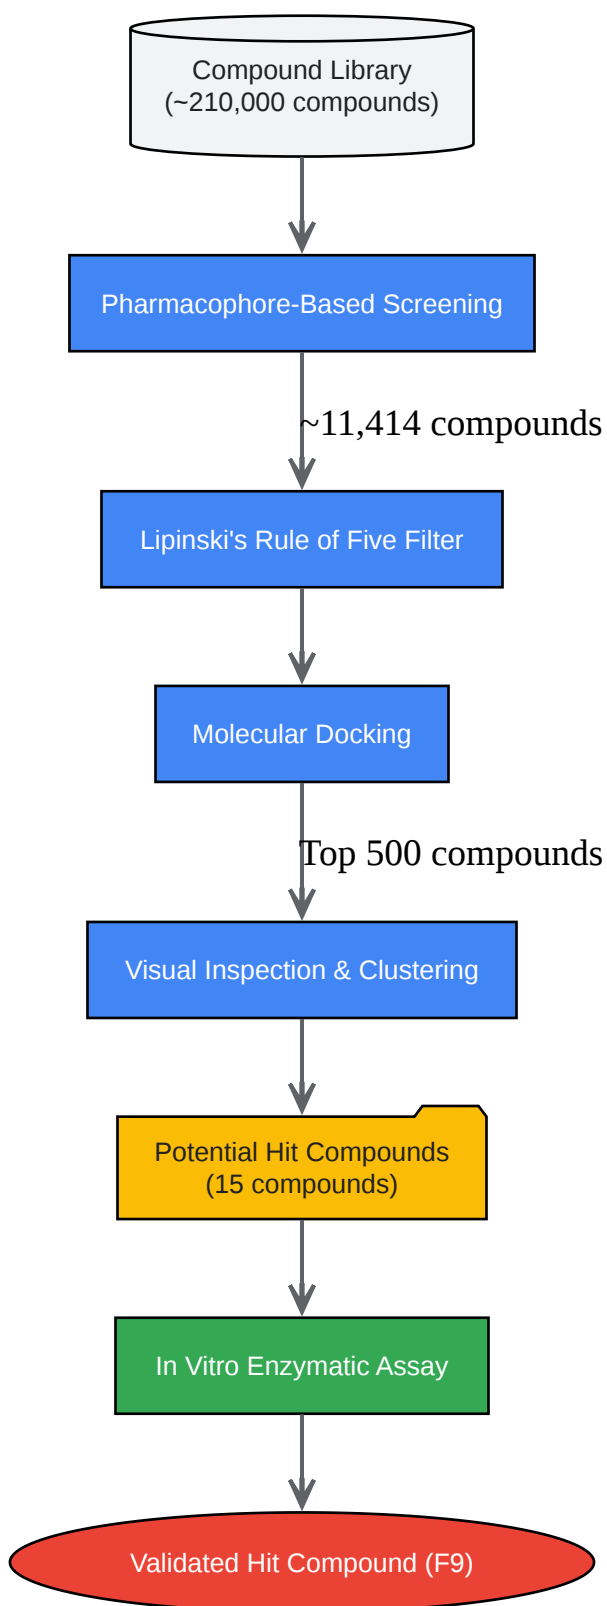 Compound Library
(~210,000 compounds)
Pharmacophore-Based Screening
~11,414 compounds
Lipinski's Rule of Five Filter
Molecular Docking
Top 500 compounds
Visual Inspection & Clustering
Potential Hit Compounds
(15 compounds)
In Vitro Enzymatic Assay
Validated Hit Compound (F9)